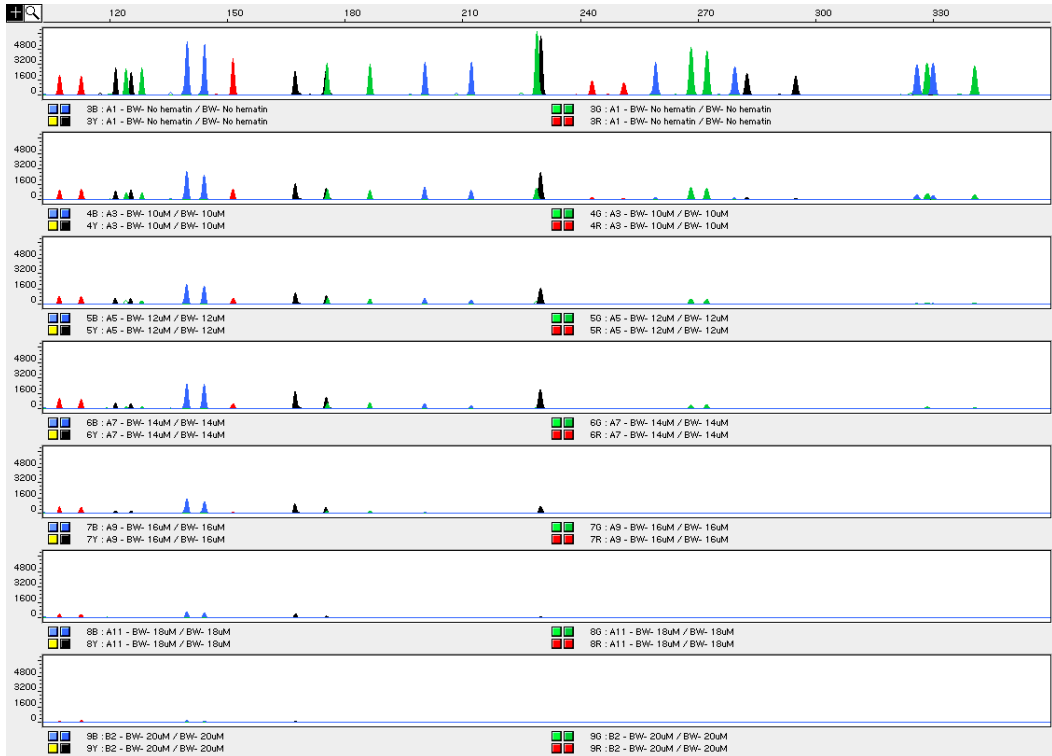 120 150 180 210 240 270 300 330
4800
3200
1600
0
3B : A1 - BW- No hematin / BW- No hematin 3G : A1 - BW- No hematin / BW- No hematin
3Y : A1 - BW- No hematin / BW- No hematin 3R : A1 - BW- No hematin / BW- No hematin
4800
3200
1600
0
4B : A3 - BW- 10uM / BW- 10uM 4G : A3 - BW- 10uM / BW- 10uM
4Y : A3 - BW- 10uM / BW- 10uM 4R : A3 - BW- 10uM / BW- 10uM
4800
3200
1600
0
5B : A5 - BW- 12uM / BW- 12uM 5G : A5 - BW- 12uM / BW- 12uM
5Y : A5 - BW- 12uM / BW- 12uM 5R : A5 - BW- 12uM / BW- 12uM
4800
3200
1600
0
6B : A7 - BW- 14uM / BW- 14uM 6G : A7 - BW- 14uM / BW- 14uM
6Y : A7 - BW- 14uM / BW- 14uM 6R : A7 - BW- 14uM / BW- 14uM
4800
3200
1600
0
7B : A9 - BW- 16uM / BW- 16uM 7G : A9 - BW- 16uM / BW- 16uM
7Y : A9 - BW- 16uM / BW- 16uM 7R : A9 - BW- 16uM / BW- 16uM
4800
3200
1600
0
8B : A11 - BW- 18uM / BW- 18uM 8G : A11 - BW- 18uM / BW- 18uM
8Y : A11 - BW- 18uM / BW- 18uM 8R : A11 - BW- 18uM / BW- 18uM
4800
3200
1600
0
9B : B2 - BW- 20uM / BW- 20uM 9G : B2 - BW- 20uM / BW- 20uM
9Y : B2 - BW- 20uM / BW- 20uM 9R : B2 - BW- 20uM / BW- 20uM